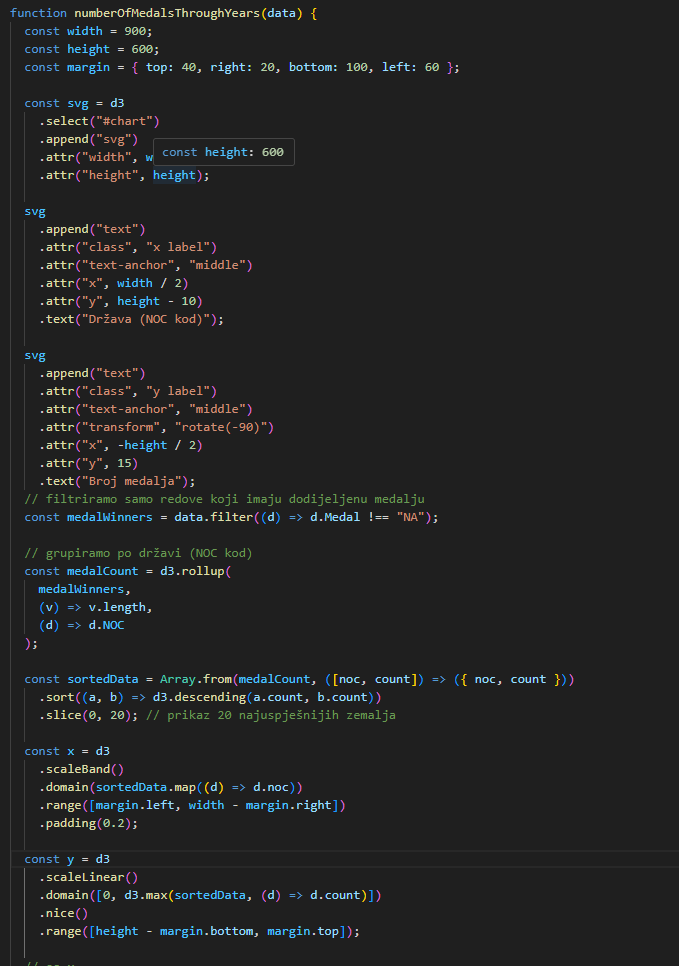 function numberOfMedalsThroughYears(data) {
const width = 900;
const height = 600;
const margin = { top: 40, right: 20, bottom: 100, left: 60 };
const svg = d3
.select("#chart")
.append("svg")
.attr("width", w
const height: 600
.attr("height", height);
svg
.append("text")
.attr("class", "x label")
.attr("text-anchor", "middle")
.attr("x", width / 2)
.attr("y", height - 10)
.text("Država (NOC kod)");
svg
.append("text")
.attr("class", "y label")
.attr("text-anchor", "middle")
.attr("transform", "rotate(-90)")
.attr("x", -height / 2)
.attr("y", 15)
.text("Broj medalja");
// filtriramo samo redove koji imaju dodijeljenu medalju
const medalWinners = data.filter((d) => d.Medal !== "NA");
// grupiramo po državi (NOC kod)
const medalCount = d3.rollup(
medalWinners,
(v) => v.length,
(d) => d.NOC
);
const sortedData = Array.from(medalCount, ([noc, count]) => ({ noc, count }))
.sort((a, b) => d3.descending(a.count, b.count))
.slice(0, 20); // prikaz 20 najuspješnijih zemalja
const x = d3
.scaleBand()
.domain(sortedData.map((d) => d.noc))
.range([margin.left, width - margin.right])
.padding(0.2);
const y = d3
.scaleLinear()
.domain([0, d3.max(sortedData, (d) => d.count)])
.nice()
.range([height - margin.bottom, margin.top]);